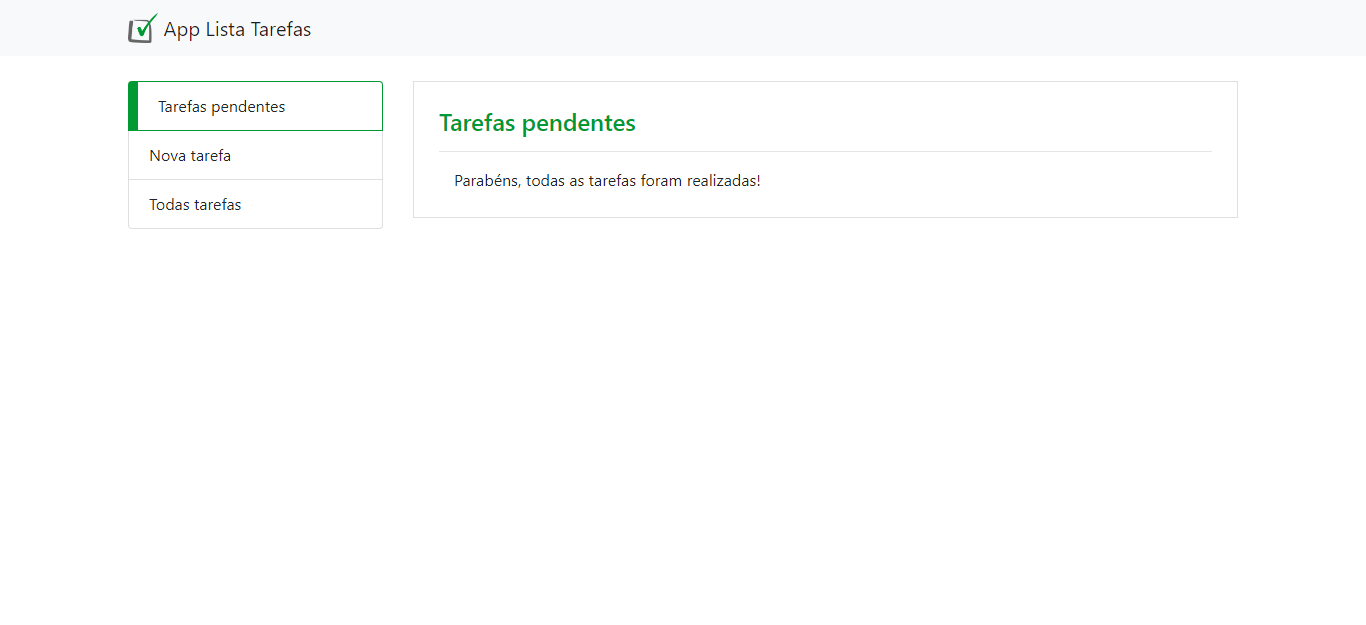 App Lista Tarefas
Tarefas pendentes
Nova tarefa
Todas tarefas
Tarefas pendentes
Parabéns, todas as tarefas foram realizadas!